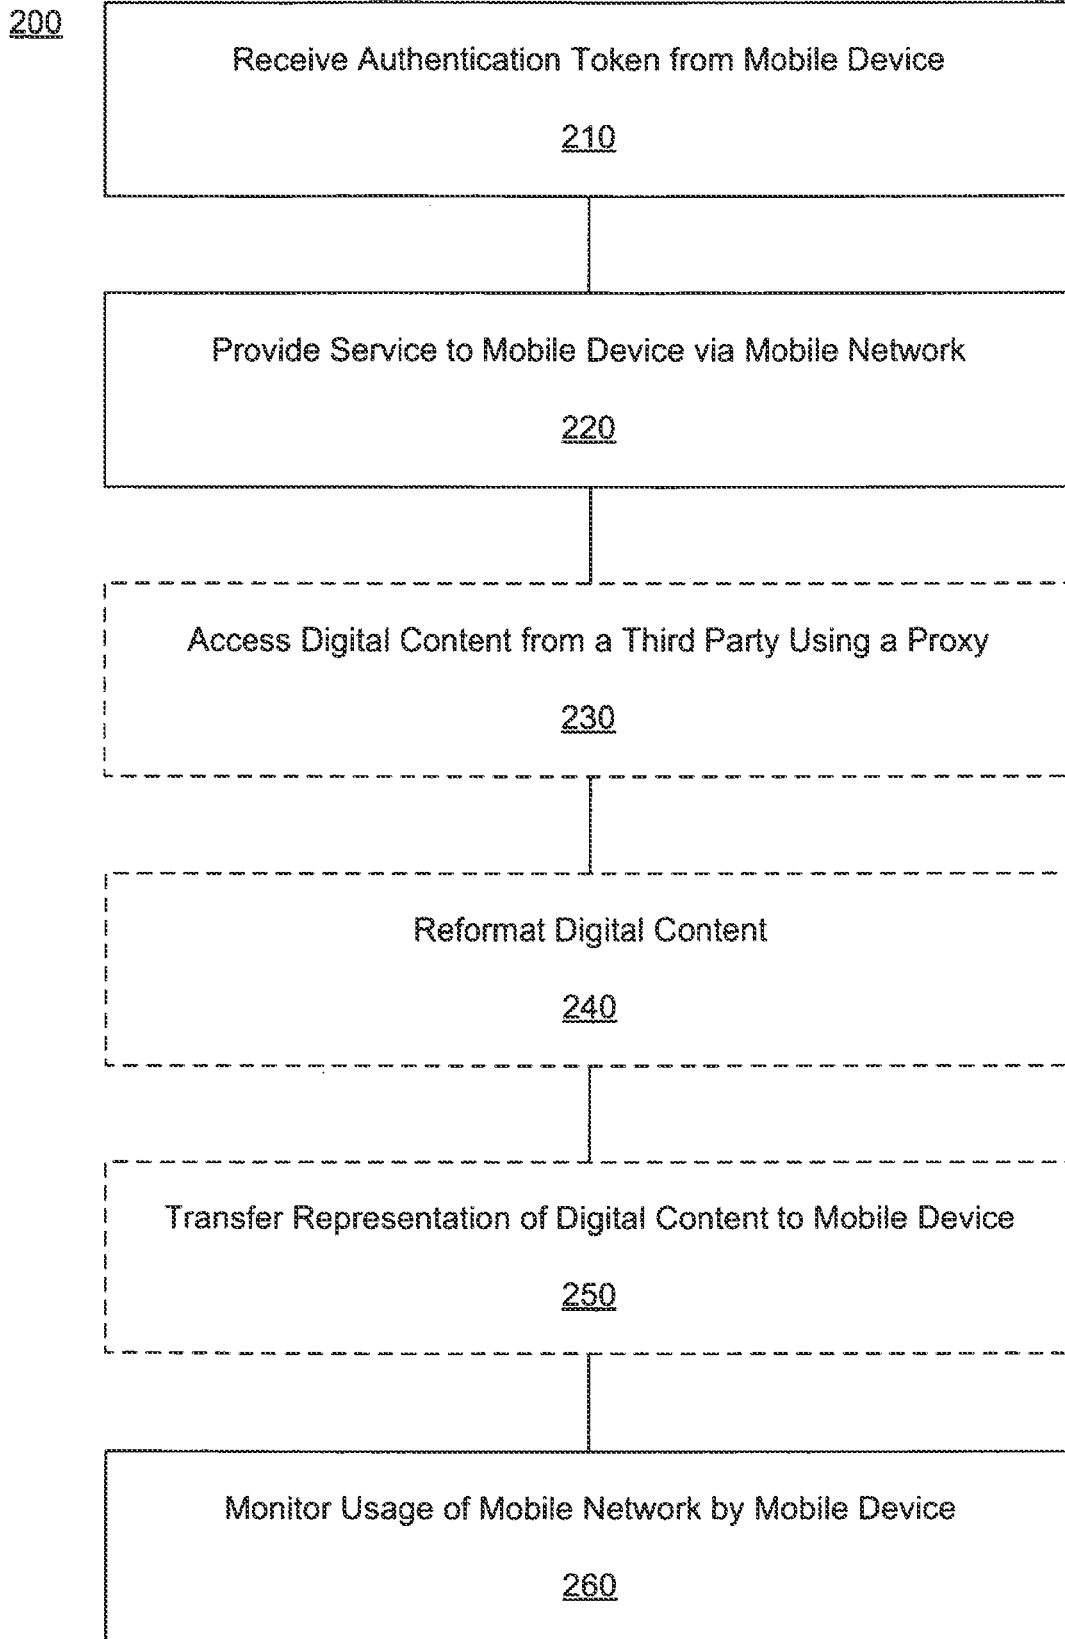 200
Receive Authentication Token from Mobile Device
210
Provide Service to Mobile Device via Mobile Network
220
Access Digital Content from a Third Party Using a Proxy
230
Reformat Digital Content
240
Transfer Representation of Digital Content to Mobile Device
250
Monitor Usage of Mobile Network by Mobile Device
260